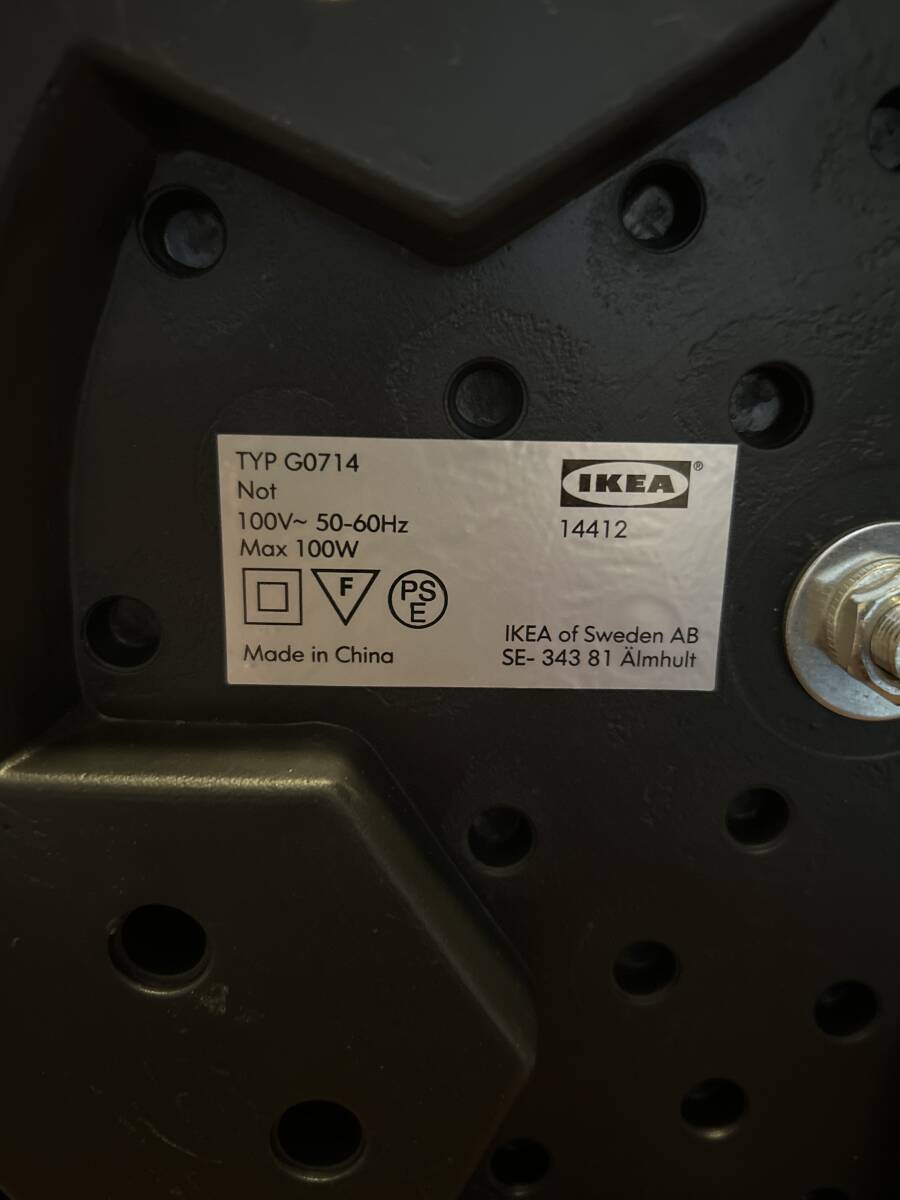 TYP G0714
Not
100V~ 50-60Hz
Max 100W
F
PS
E
Made in China
IKEA®
14412
IKEA of Sweden AB
SE- 343 81 Älmhult